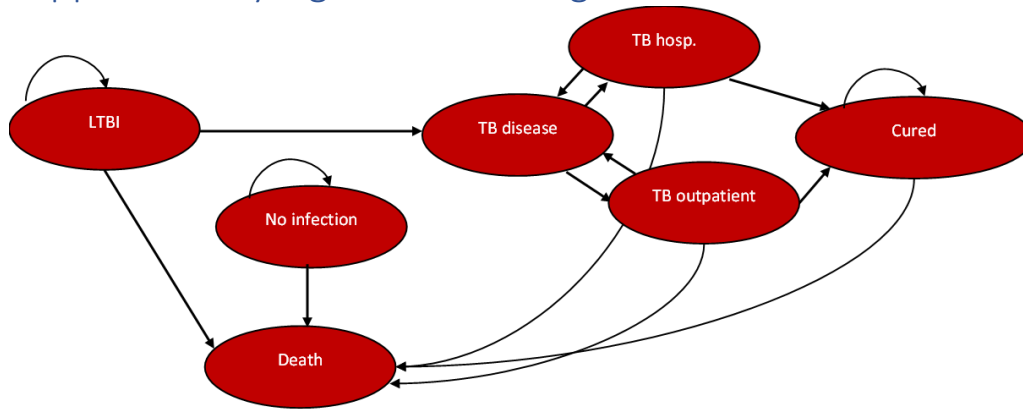 TB hosp.
LTBI
TB disease
Cured
TB outpatient
No infection
Death